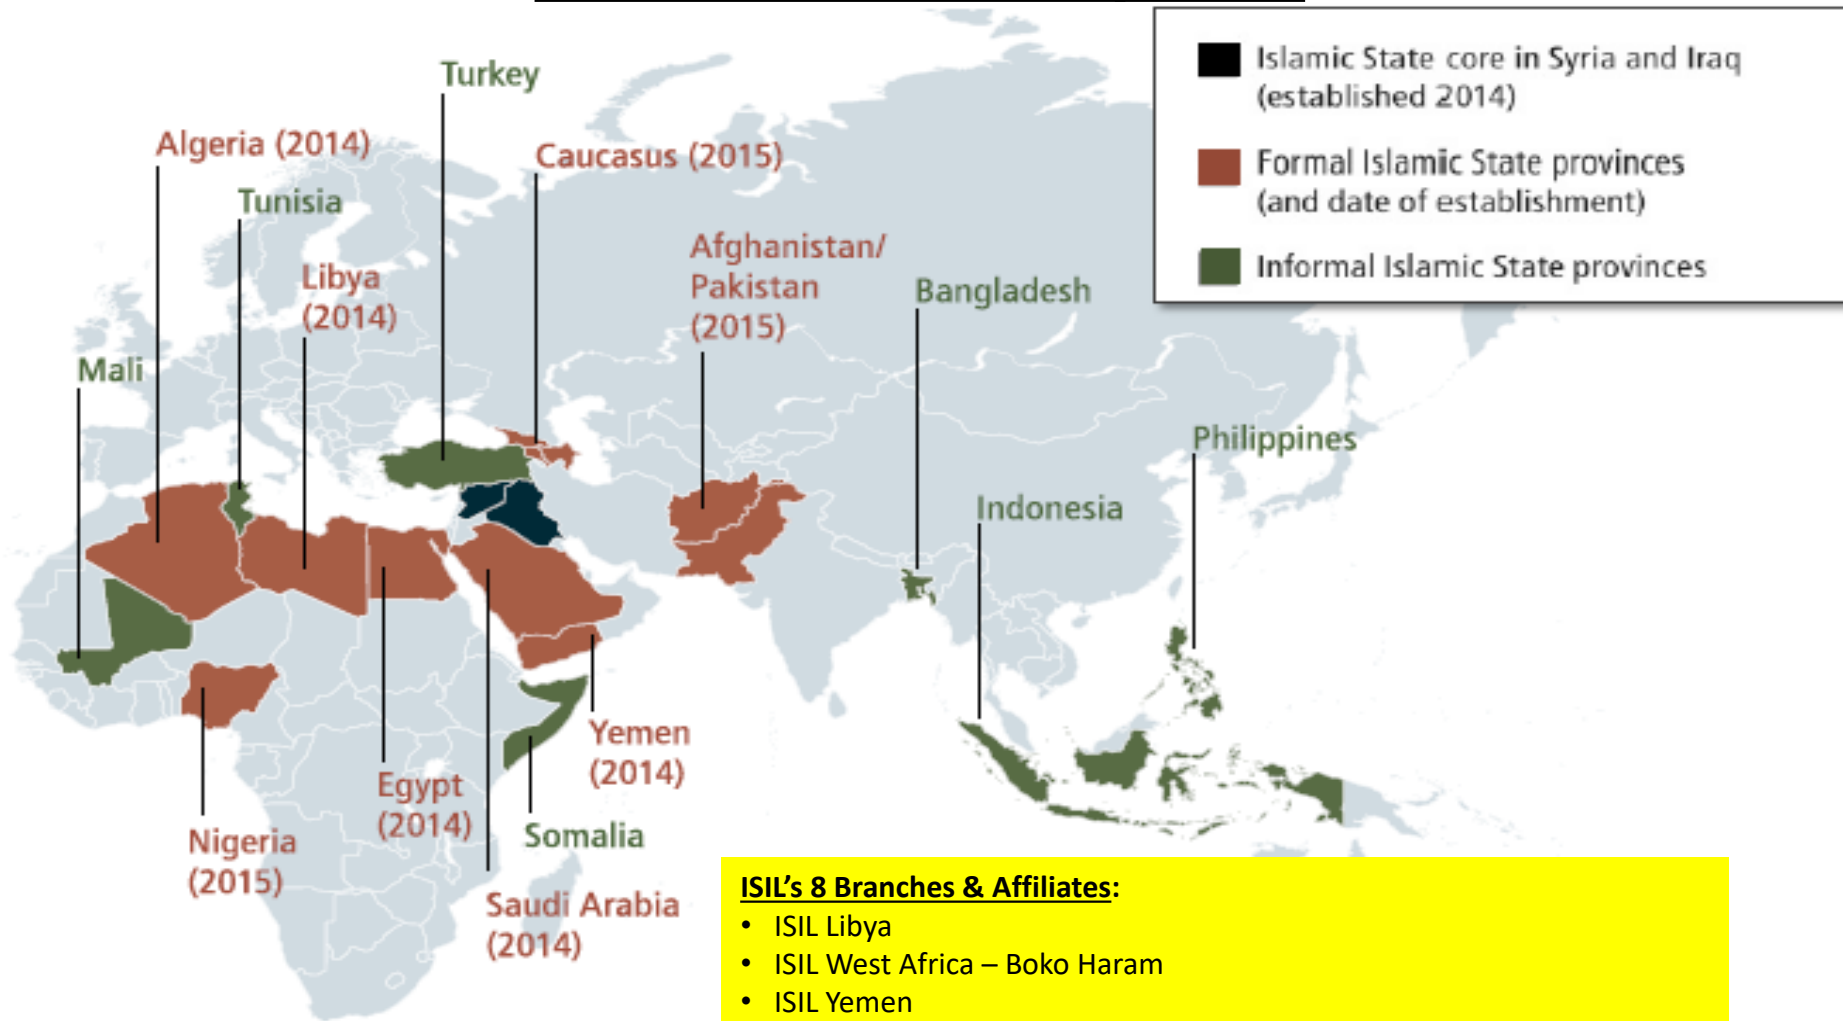 Islamic State core in Syria and Iraq
(established 2014)
Formal Islamic State provinces
(and date of establishment)
Informal Islamic State provinces
Turkey
Algeria (2014)
Caucasus (2015)
Tunisia
Afghanistan/
Pakistan
(2015)
Libya
(2014)
Bangladesh
Mali
Philippines
Indonesia
Yemen
(2014)
Egypt
(2014)
Nigeria
(2015)
Somalia
Saudi Arabia
(2014)
ISIL’s 8 Branches & Affiliates:
• ISIL Libya
• ISIL West Africa – Boko Haram
• ISIL Yemen